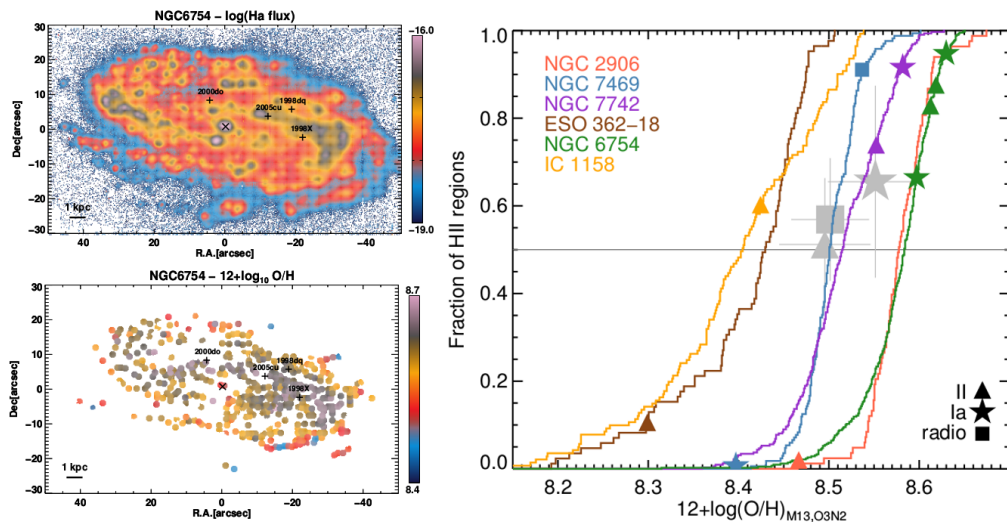 NGC6754 – log(Ha flux)
30
20
10
0
−10
−20
−30
Dec[arcsec]
2000do
1998dq
2005cu
1998X
1 kpc
40 20 0 −20 −40
R.A.[arcsec]
−16.0
−19.0
NGC6754 – 12+log10 O/H
30
20
10
0
−10
−20
−30
Dec[arcsec]
2000do
1998dq
2005cu
1998X
1 kpc
40 20 0 −20 −40
R.A.[arcsec]
8.7
8.4
1.0
0.8
0.6
0.4
0.2
0.0
Fraction of HII regions
NGC 2906
NGC 7469
NGC 7742
ESO 362−18
NGC 6754
IC 1158
II
Ia
radio
8.2 8.3 8.4 8.5 8.6
12+log(O/H)M13,O3N2